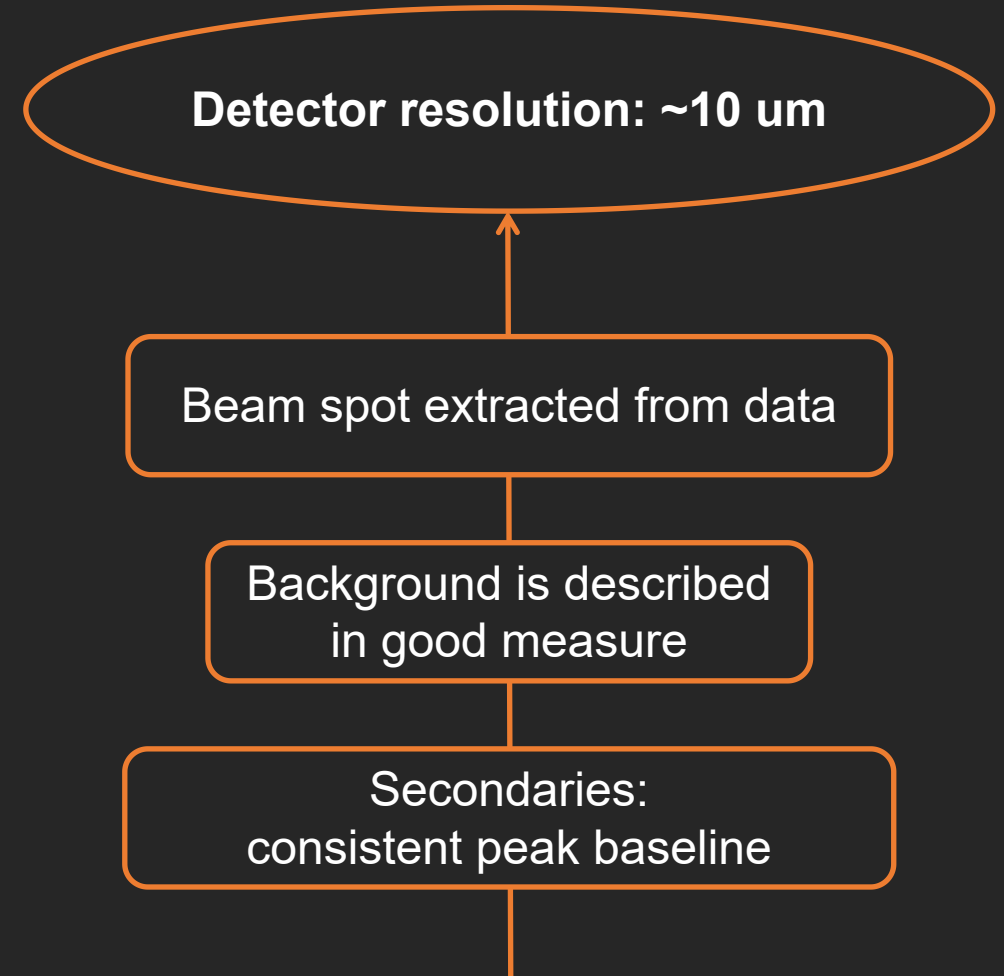 Detector resolution: ~10 um
Beam spot extracted from data
Background is described
in good measure
Secondaries:
consistent peak baseline